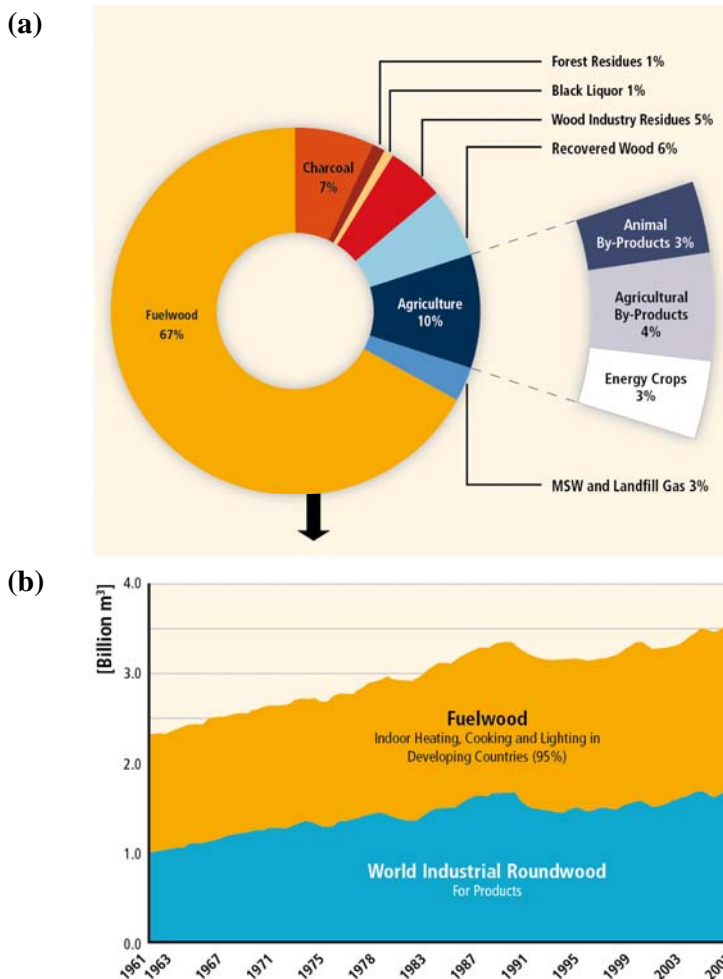 (a)
Forest Residues 1%
Black Liquor 1%
Wood Industry Residues 5%
Recovered Wood 6%
Charcoal
7%
Fuelwood
67%
Agriculture
10%
Animal
By-Products 3%
Agricultural
By-Products
4%
Energy Crops
3%
MSW and Landfill Gas 3%
(b)
[Billion m³]
4.0
3.0
2.0
1.0
0.0
Fuelwood
Indoor Heating, Cooking and Lighting in
Developing Countries (95%)
World Industrial Roundwood
For Products
1961
1963
1967
1971
1975
1978
1983
1987
1991
1995
1999
2003